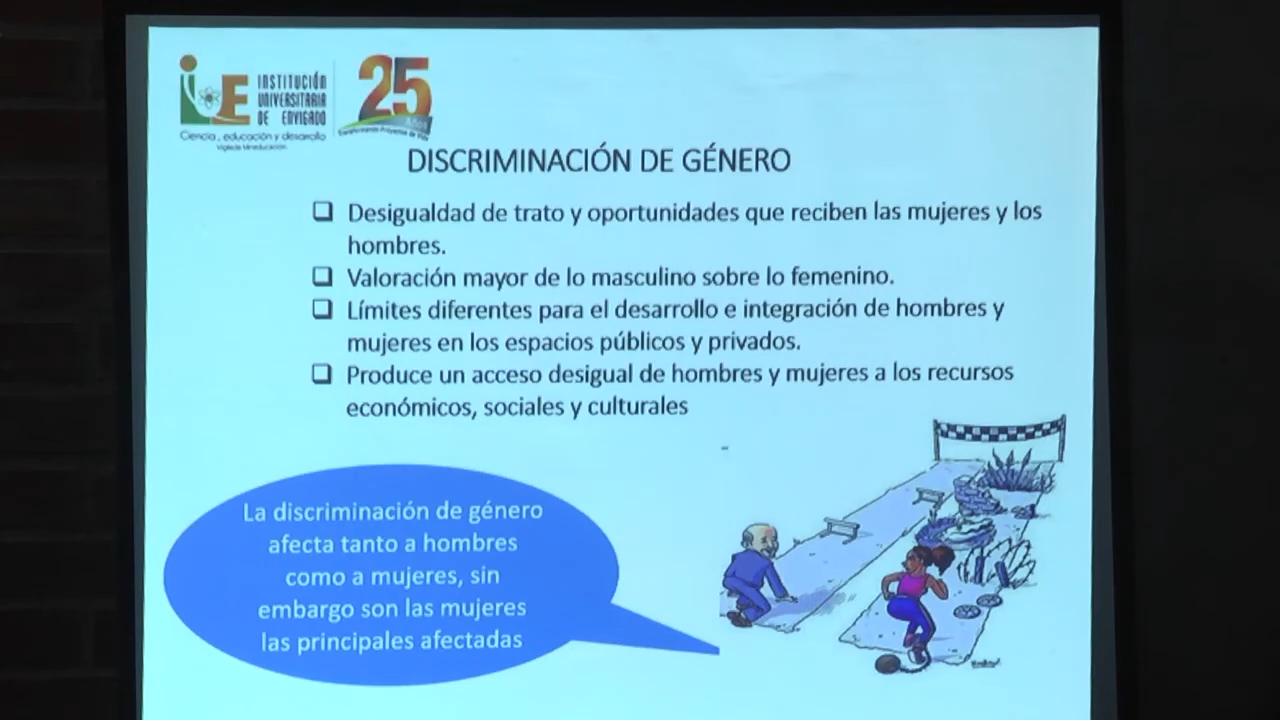 INSTITUCIÓN
UNIVERSITARIA
DE ENVIGADO
Ciencia, educación y desarrollo
Vigilada Mineducación
25
DISCRIMINACIÓN DE GÉNERO
Desigualdad de trato y oportunidades que reciben las mujeres y los
hombres.
Valoración mayor de lo masculino sobre lo femenino.
Límites diferentes para el desarrollo e integración de hombres y
mujeres en los espacios públicos y privados.
Produce un acceso desigual de hombres y mujeres a los recursos
económicos, sociales y culturales
La discriminación de género
afecta tanto a hombres
como a mujeres, sin
embargo son las mujeres
las principales afectadas